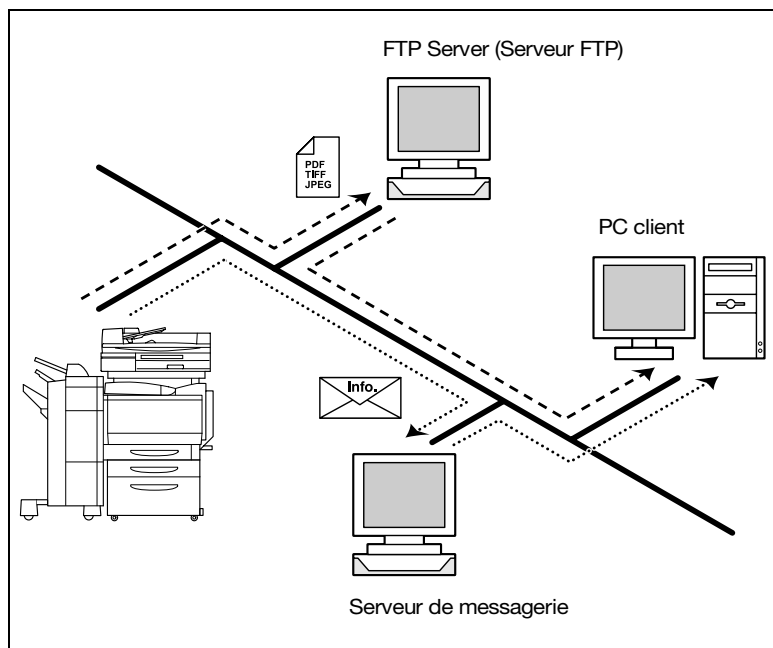 FTP Server (Serveur FTP)
PDF
TIFF
JPEG
PC client
Info.
Serveur de messagerie